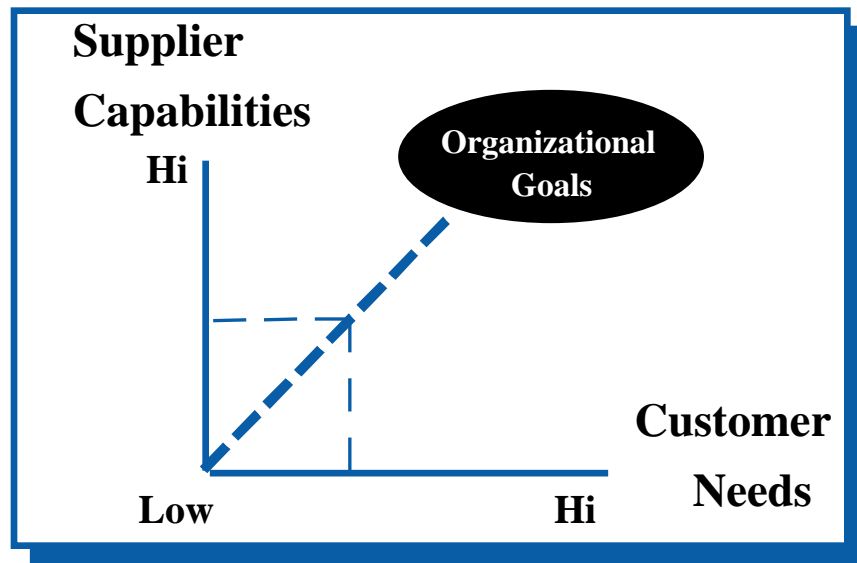 Supplier
Capabilities
Hi
Organizational
Goals
Customer
Needs
Low
Hi